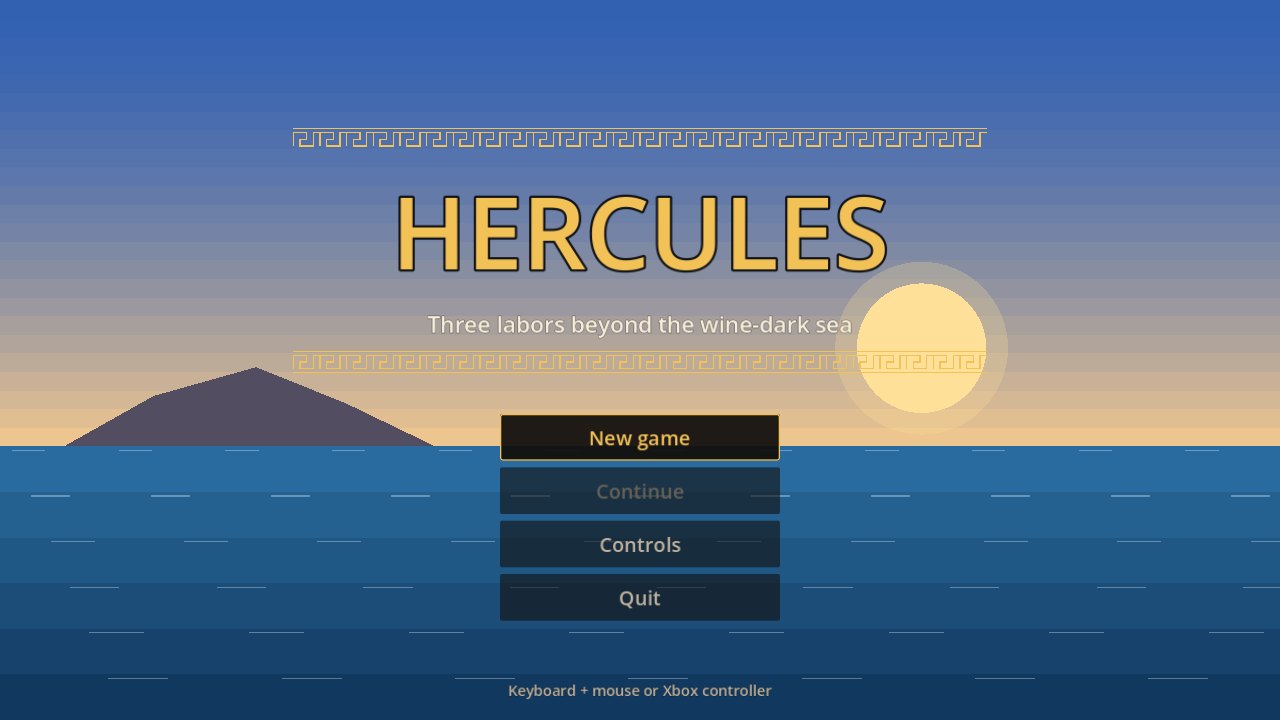 HERCULES
Three labors beyond the wine-dark sea
New game
Continue
Controls
Quit
Keyboard + mouse or Xbox controller